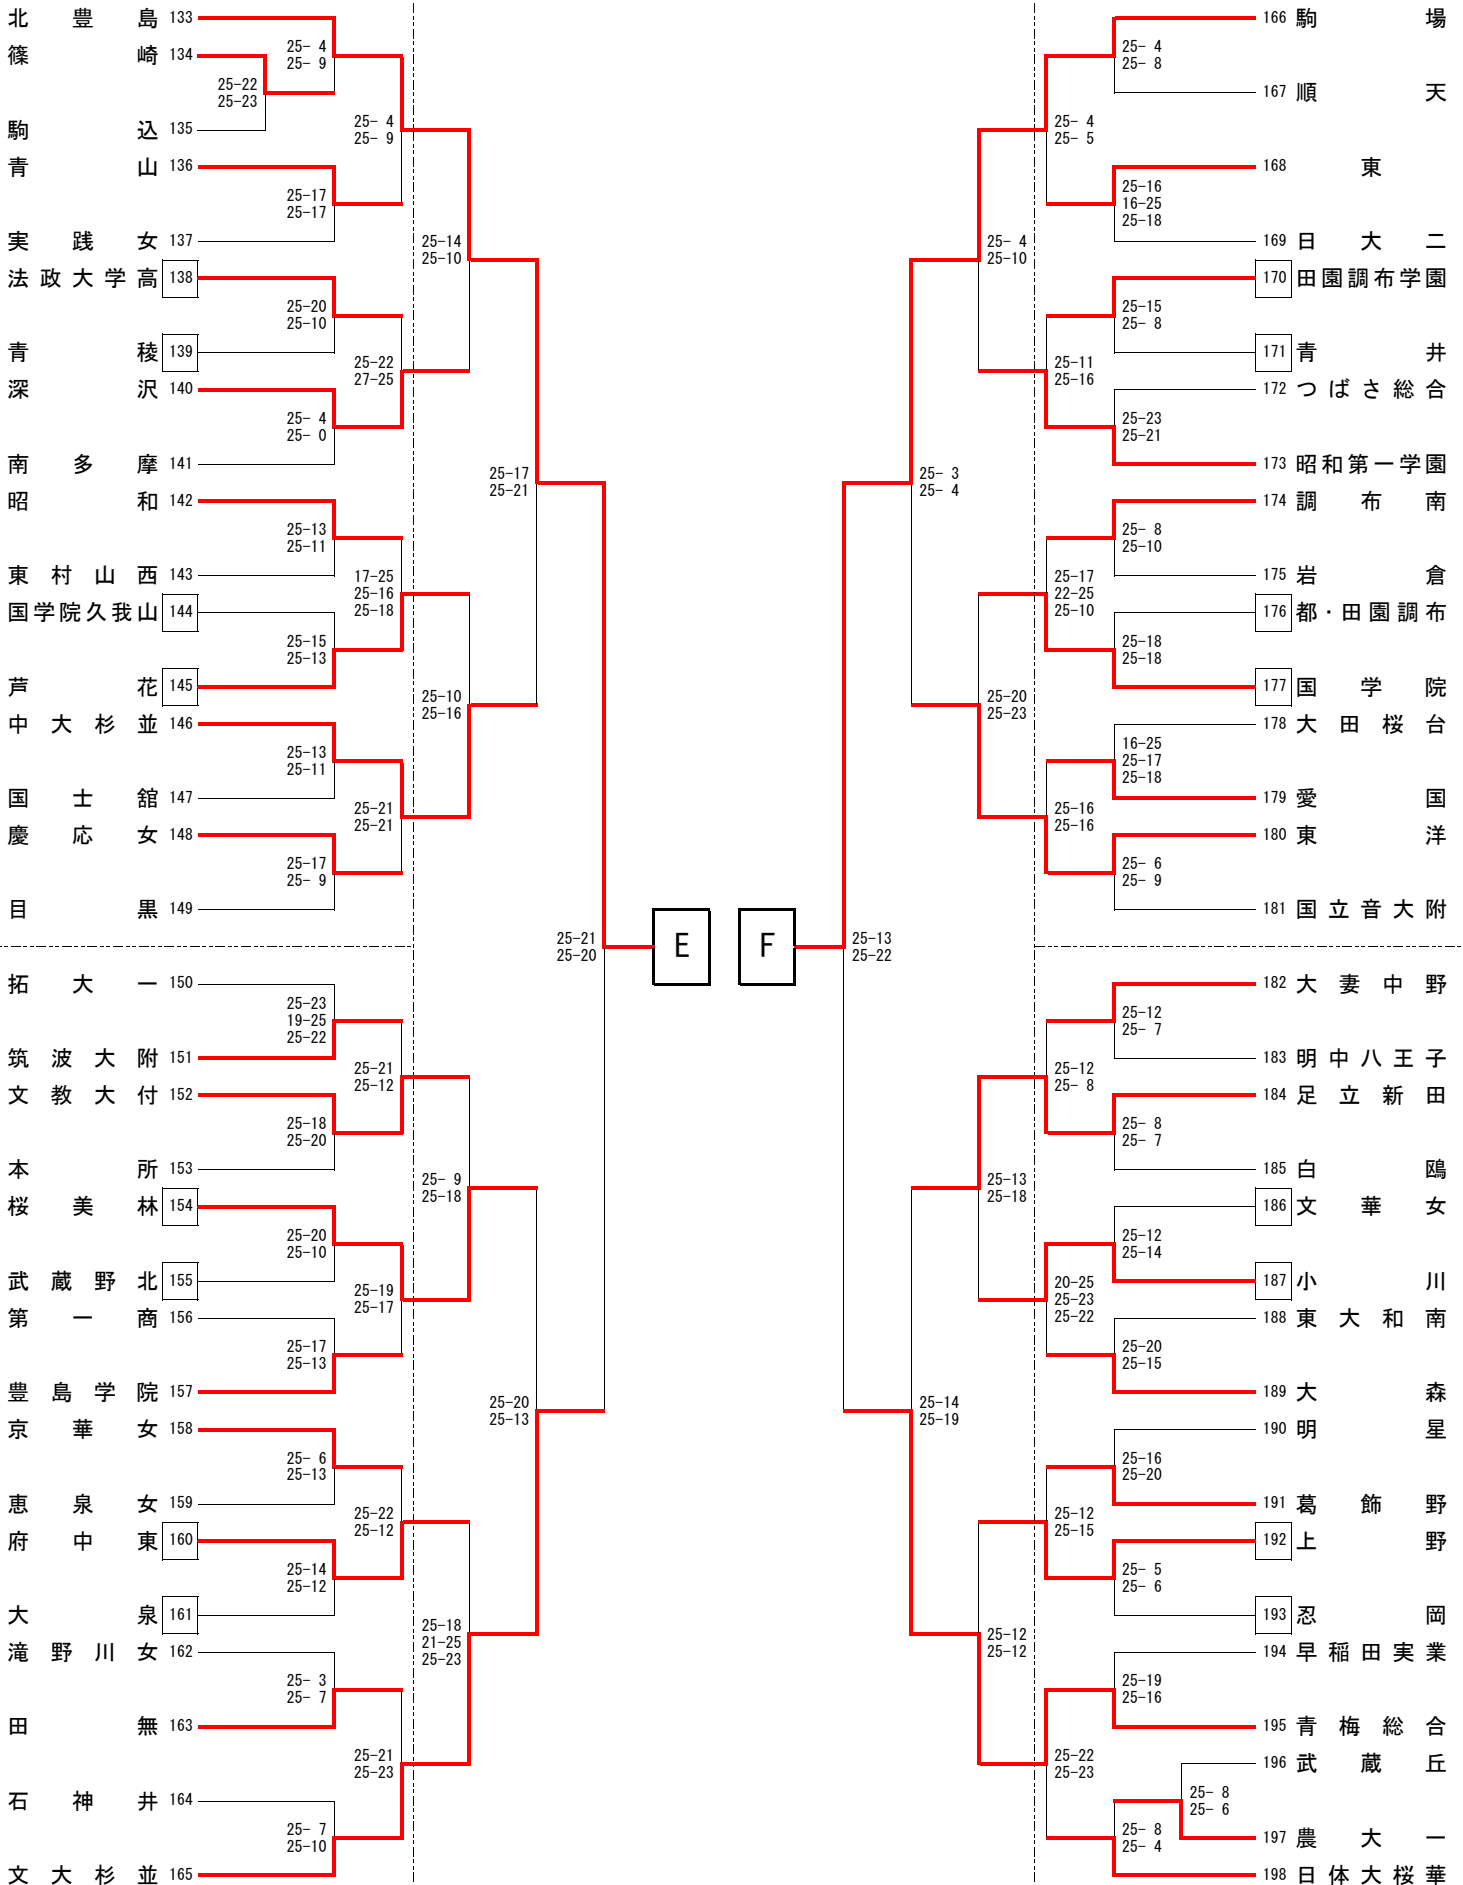 北豊島 133
25- 4
25- 9
篠崎 134
25-22
25-23
駒込 135
25- 4
25- 9
青山 136
25-17
25-17
実践女 137
25-14
25-10
法政大学高 138
25-20
25-10
青稜 139
25-22
27-25
深沢 140
25- 4
25- 0
南多摩 141
25-17
25-21
昭和 142
25-13
25-11
東村山西 143
17-25
25-16
25-18
国学院久我山 144
25-15
25-13
芦花 145
25-10
25-16
中大杉並 146
25-13
25-11
国士舘 147
25-21
25-21
慶応女 148
25-17
25- 9
目黒 149
25-21
25-20
E
拓大一 150
25-23
19-25
25-22
筑波大附 151
25-21
25-12
文教大付 152
25-18
25-20
本所 153
25- 9
25-18
桜美林 154
25-20
25-10
武蔵野北 155
25-19
25-17
第一商 156
25-17
25-13
豊島学院 157
25-20
25-13
京華女 158
25- 6
25-13
恵泉女 159
25-22
25-12
府中東 160
25-14
25-12
大泉 161
25-18
21-25
25-23
滝野川女 162
25- 3
25- 7
田無 163
25-21
25-23
石神井 164
25- 7
25-10
文大杉並 165
166 駒場
25- 4
25- 8
167 順天
25- 4
25- 5
168 東
25-16
16-25
25-18
169 日大二
25- 4
25-10
170 田園調布学園
25-15
25- 8
171 青井
25-11
25-16
172 つばさ総合
25-23
25-21
173 昭和第一学園
25- 3
25- 4
174 調布南
25- 8
25-10
175 岩倉
25-17
22-25
25-10
176 都・田園調布
25-18
25-18
177 国学院
25-20
25-23
178 大田桜台
16-25
25-17
25-18
179 愛国
25-16
25-16
180 東洋
25- 6
25- 9
181 国立音大附
F
25-13
25-22
182 大妻中野
25-12
25- 7
183 明中八王子
25-12
25- 8
184 足立新田
25- 8
25- 7
185 白鴎
25-13
25-18
186 文華女
25-12
25-14
187 小川
20-25
25-23
25-22
188 東大和南
25-20
25-15
189 大森
25-14
25-19
190 明星
25-16
25-20
191 葛飾野
25-12
25-15
192 上野
25- 5
25- 6
193 忍岡
25-12
25-12
194 早稲田実業
25-19
25-16
195 青梅総合
25-22
25-23
196 武蔵丘
25- 8
25- 6
197 農大一
25- 8
25- 4
198 日体大桜華